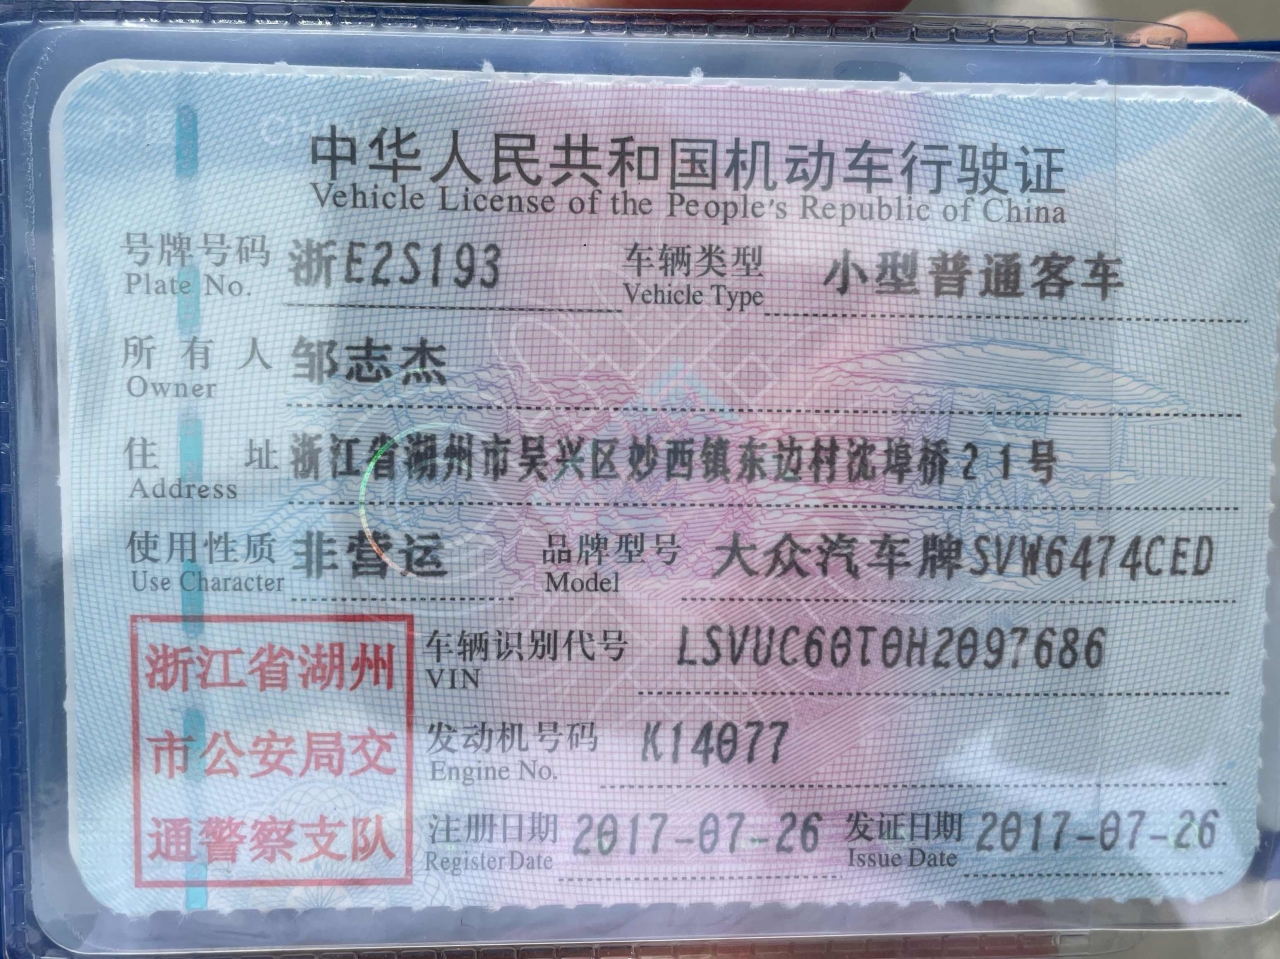 中华人民共和国机动车行驶证
Vehicle License of the People's Republic of China
号牌号码 浙E2S193 车辆类型 小型普通客车
Plate No. Vehicle Type
所有人 邹志杰
Owner
住址 浙江省湖州市吴兴区妙西镇东边村沈埠桥21号
Address
使用性质 非营运 品牌型号 大众汽车牌SVW6474CED
Use Character Model
车辆识别代号 LSVUC60T0H2097686
VIN
发动机号码 K14077
Engine No.
注册日期 2017-07-26 发证日期 2017-07-26
Register Date Issue Date
浙江省湖州
市公安局交
通警察支队